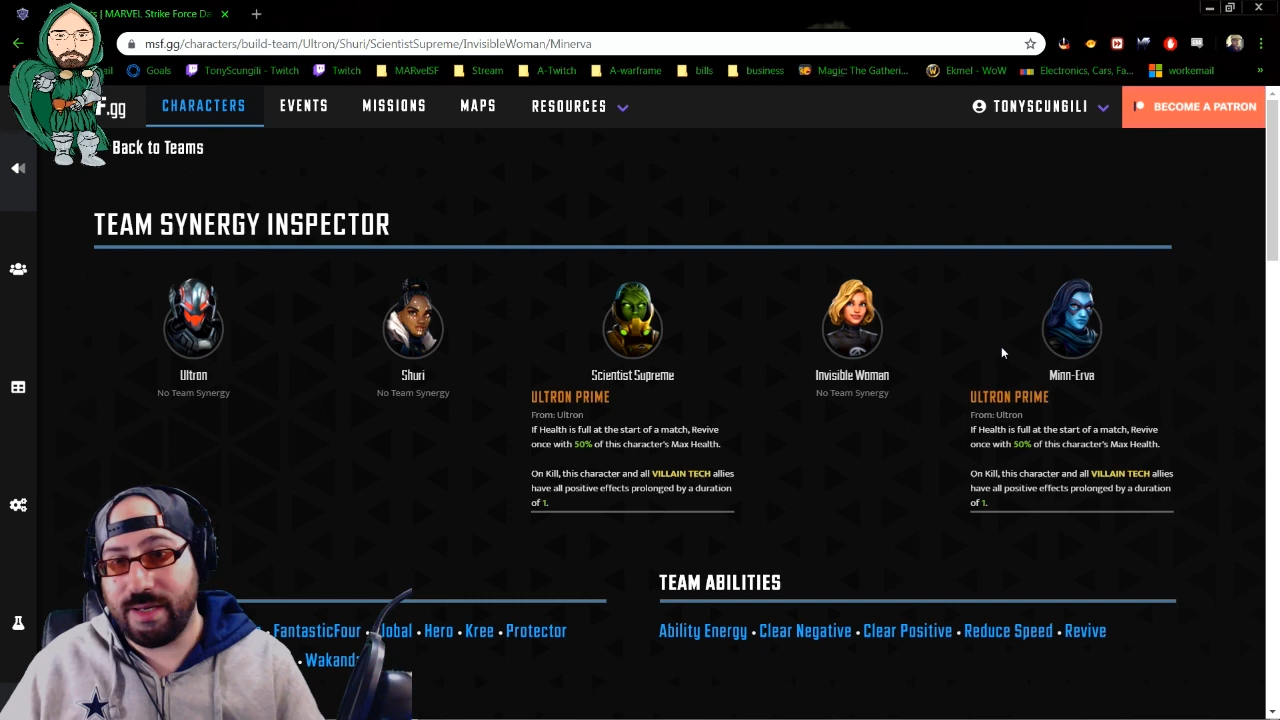 ts | MARVEL Strike Force Da
msf.gg/characters/build-team/Ultron/Shuri/ScientistSupreme/InvisibleWoman/Minerva
ail Goals TonyScungili - Twitch Twitch MARvelSF Stream A-Twitch A-warframe bills business Magic: The Gatheri... Ekmel - WoW Electronics, Cars, Fa... workemail »
F.gg CHARACTERS EVENTS MISSIONS MAPS RESOURCES TONYSCUNGILI BECOME A PATRON
Back to Teams
TEAM SYNERGY INSPECTOR
Ultron Shuri Scientist Supreme Invisible Woman Minn-Erva
No Team Synergy No Team Synergy ULTRON PRIME No Team Synergy ULTRON PRIME
From: Ultron From: Ultron
If Health is full at the start of a match, Revive If Health is full at the start of a match, Revive
once with 50% of this character's Max Health. once with 50% of this character's Max Health.
On Kill, this character and all VILLAIN TECH allies On Kill, this character and all VILLAIN TECH allies
have all positive effects prolonged by a duration have all positive effects prolonged by a duration
of 1. of 1.
TEAM ABILITIES
• FantasticFour • Global • Hero • Kree • Protector Ability Energy • Clear Negative • Clear Positive • Reduce Speed • Revive